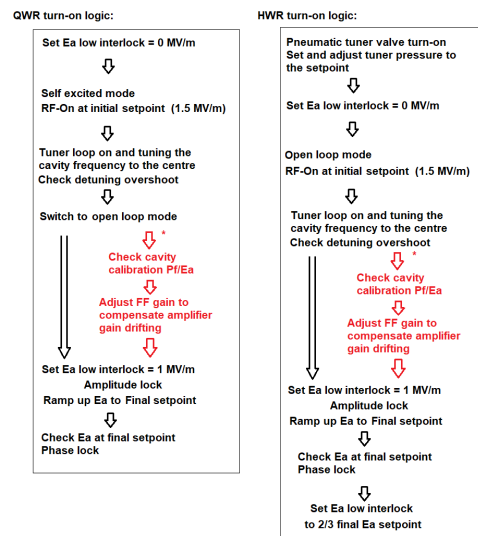 QWR turn-on logic:
Set Ea low interlock = 0 MV/m
Self excited mode
RF-On at initial setpoint (1.5 MV/m)
Tuner loop on and tuning the
cavity frequency to the centre
Check detuning overshoot
Switch to open loop mode
*
Check cavity
calibration Pf/Ea
Adjust FF gain to
compensate amplifier
gain drifting
Set Ea low interlock = 1 MV/m
Amplitude lock
Ramp up Ea to Final setpoint
Check Ea at final setpoint
Phase lock
HWR turn-on logic:
Pneumatic tuner valve turn-on
Set and adjust tuner pressure to
the setpoint
Set Ea low interlock = 0 MV/m
Open loop mode
RF-On at initial setpoint (1.5 MV/m)
Tuner loop on and tuning the
cavity frequency to the centre
Check detuning overshoot
*
Check cavity
calibration Pf/Ea
Adjust FF gain to
compensate amplifier
gain drifting
Set Ea low interlock = 1 MV/m
Amplitude lock
Ramp up Ea to Final setpoint
Check Ea at final setpoint
Phase lock
Set Ea low interlock
to 2/3 final Ea setpoint